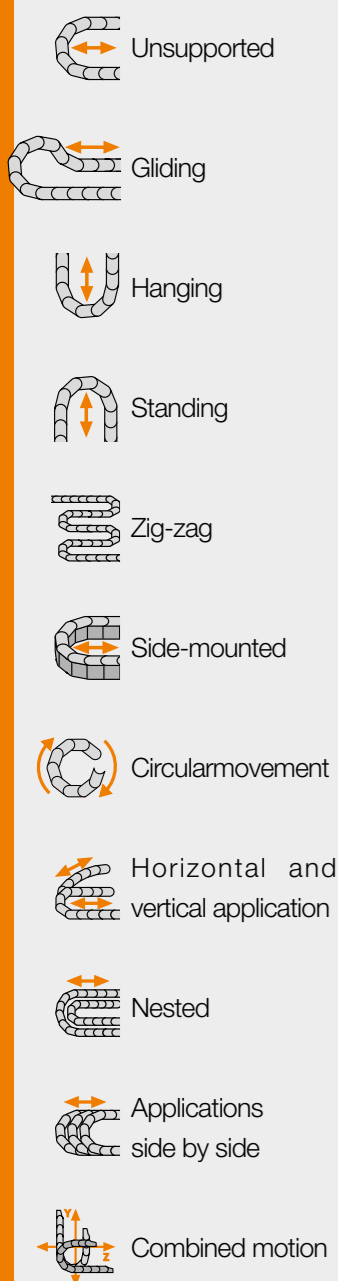 Unsupported
Gliding
Hanging
Standing
Zig-zag
Side-mounted
Circularmovement
Horizontal and
vertical application
Nested
Applications
side by side
Y
Z
Combined motion